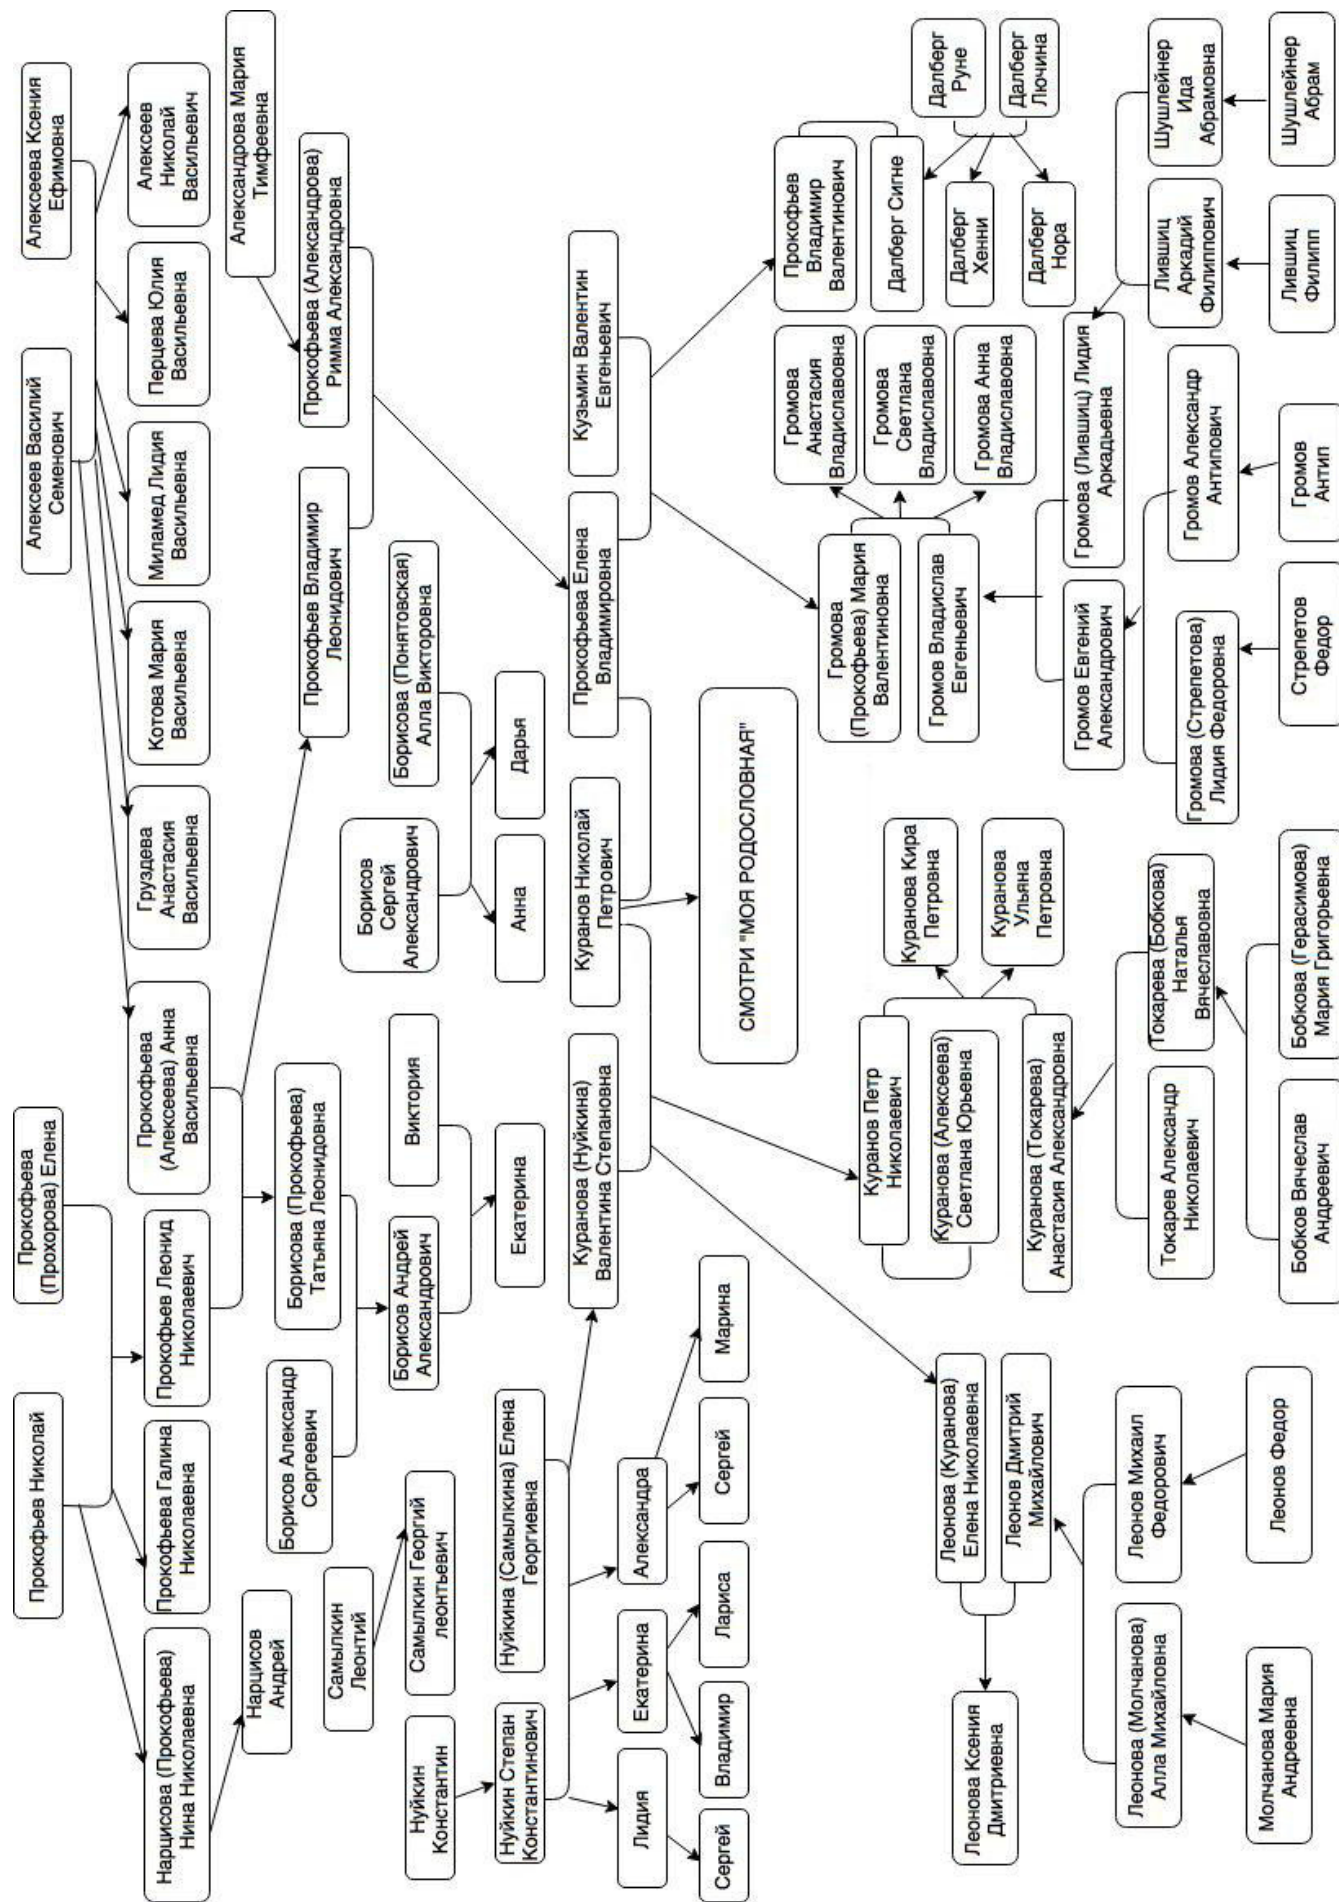 Прокофьев Николай
Прокофьева
(Прохорова) Елена
Алексеев Василий
Семенович
Алексеева Ксения
Ефимовна
Нарцисова (Прокофьева)
Нина Николаевна
Прокофьева Галина
Николаевна
Прокофьев Леонид
Николаевич
Прокофьева
(Алексеева) Анна
Васильевна
Груздева
Анастасия
Васильевна
Котова Мария
Васильевна
Миламед Лидия
Васильевна
Перцева Юлия
Васильевна
Алексеев
Николай
Васильевич
Нарцисов
Андрей
Александрова Мария
Тимфеевна
Борисов Александр
Сергеевич
Борисова (Прокофьева)
Татьяна Леонидовна
Прокофьев Владимир
Леонидович
Прокофьева (Александрова)
Римма Александровна
Самылкин
Леонтий
Борисов
Сергей
Александрович
Борисова (Понятовская)
Алла Викторовна
Нуйкин
Константин
Самылкин Георгий
леонтьевич
Борисов Андрей
Александрович
Виктория
Нуйкин Степан
Константинович
Нуйкина (Самылкина) Елена
Георгиевна
Екатерина
Анна
Дарья
Куранова (Нуйкина)
Валентина Степановна
Куранов Николай
Петрович
Прокофьева Елена
Владимировна
Кузьмин Валентин
Евгеньевич
Лидия
Екатерина
Александра
Сергей
Владимир
Лариса
Сергей
Марина
СМОТРИ "МОЯ РОДОСЛОВНАЯ"
Громова
(Прокофьева) Мария
Валентиновна
Громов Владислав
Евгеньевич
Громова
Анастасия
Владиславовна
Громова
Светлана
Владиславовна
Громова Анна
Владиславовна
Прокофьев
Владимир
Валентинович
Далберг Сигне
Далберг
Хенни
Далберг
Нора
Далберг
Руне
Далберг
Лючина
Куранов Петр
Николаевич
Куранова (Алексеева)
Светлана Юрьевна
Куранова (Токарева)
Анастасия Александровна
Куранова Кира
Петровна
Куранова
Ульяна
Петровна
Леонова (Куранова)
Елена Николаевна
Леонов Дмитрий
Михайлович
Леонова Ксения
Дмитриевна
Громов Евгений
Александрович
Громова (Лившиц) Лидия
Аркадьевна
Леонова (Молчанова)
Алла Михайловна
Леонов Михаил
Федорович
Токарев Александр
Николаевич
Токарева (Бобкова)
Наталья
Вячеславовна
Громова (Стрепетова)
Лидия Федоровна
Громов Александр
Антипович
Лившиц
Аркадий
Филиппович
Шушлейнер
Ида
Абрамовна
Молчанова Мария
Андреевна
Леонов Федор
Бобков Вячеслав
Андреевич
Бобкова (Герасимова)
Мария Григорьевна
Стрепетов
Федор
Громов
Антип
Лившиц
Филипп
Шушлейнер
Абрам